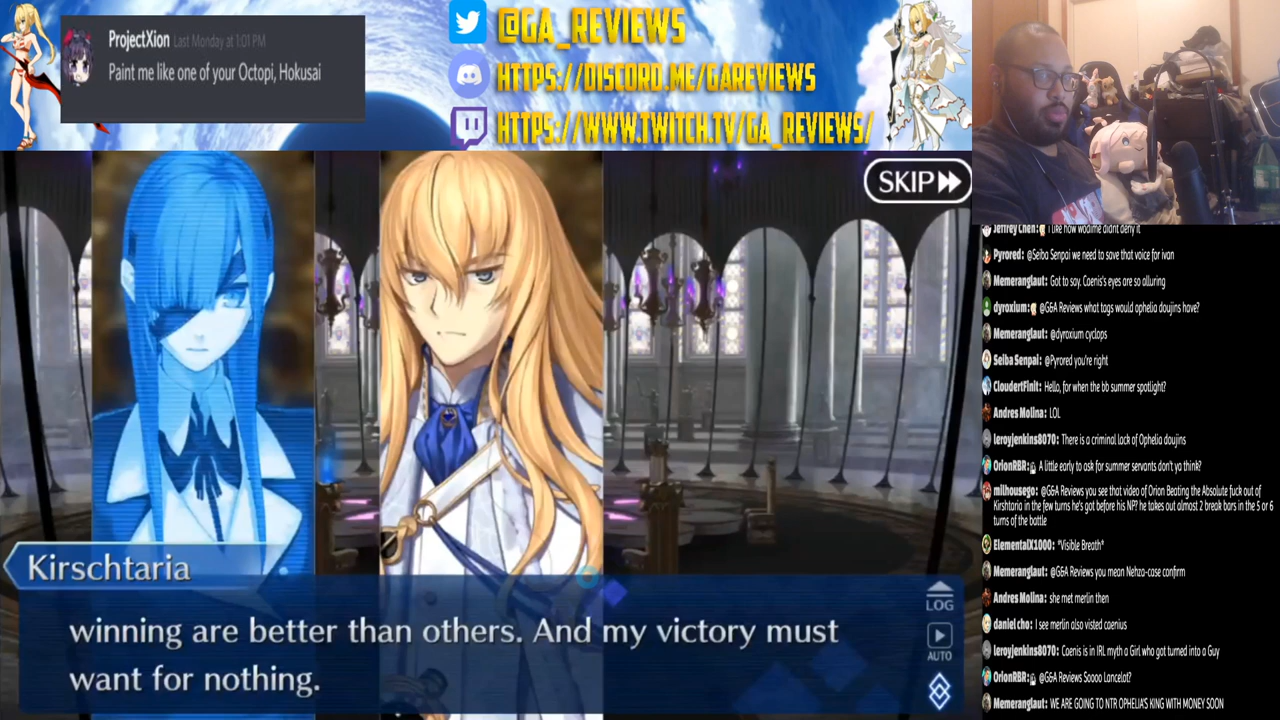 ProjectXion Last Monday at 1:01 PM
Paint me like one of your Octopi, Hokusai
@GA_REVIEWS
HTTPS://DISCORD.ME/GAREVIEWS
HTTPS://WWW.TWITCH.TV/GA_REVIEWS/
SKIP
Kirschtaria
winning are better than others. And my victory must
want for nothing.
LOG
AUTO
Jeffrey Chen: I like how wodime didnt deny it
Pyrored: @Seiba Senpai we need to save that voice for ivan
Memeranglaut: Got to say. Caenis's eyes are so alluring
dyroxium: @G&A Reviews what tags would ophelia doujins have?
Memeranglaut: @dyroxium cyclops
Seiba Senpai: @Pyrored you're right
CloudertFinit: Hello, for when the bb summer spotlight?
Andres Molina: LOL
leroyjenkins8070: There is a criminal lack of Ophelia doujins
OrionRBR: A little early to ask for summer servants don't ya think?
milhousego: @G&A Reviews you see that video of Orion Beating the Absolute fuck out of
Kirshtaria in the few turns he's got before his NP? he takes out almost 2 break bars in the 5 or 6
turns of the battle
ElementalX1000: *Visible Breath*
Memeranglaut: @G&A Reviews you mean Nehza-case confirm
Andres Molina: she met merlin then
daniel cho: I see merlin also visted caenius
leroyjenkins8070: Caenis is in IRL myth a Girl who got turned into a Guy
OrionRBR: @G&A Reviews Soooo Lancelot?
Memeranglaut: WE ARE GOING TO NTR OPHELIA'S KING WITH MONEY SOON